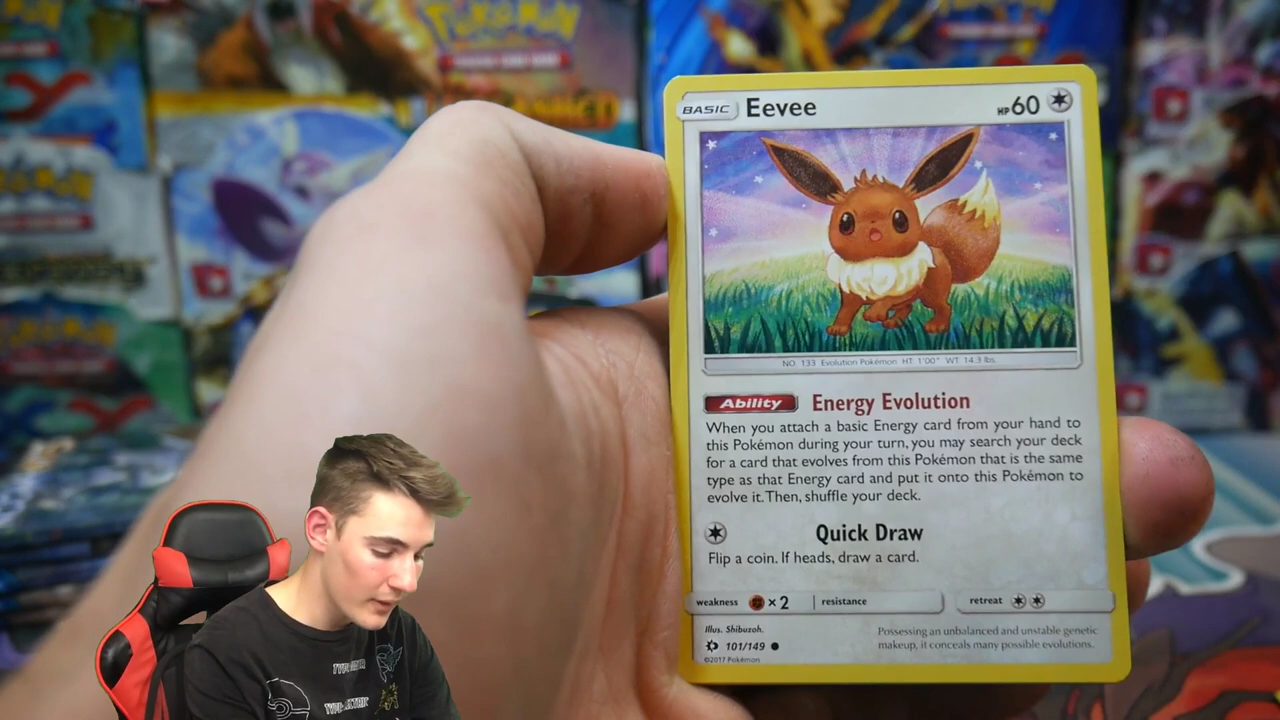 Pokémon
Pokémon
BASIC Eevee HP60
NO. 133 Evolution Pokémon HT: 1'00" WT: 14.3 lbs.
Ability Energy Evolution
When you attach a basic Energy card from your hand to
this Pokémon during your turn, you may search your deck
for a card that evolves from this Pokémon that is the same
type as that Energy card and put it onto this Pokémon to
evolve it. Then, shuffle your deck.
Quick Draw
Flip a coin. If heads, draw a card.
weakness ×2 resistance retreat
Illus. Shibuzoh.
101/149
©2017 Pokémon
Possessing an unbalanced and unstable genetic
makeup, it conceals many possible evolutions.